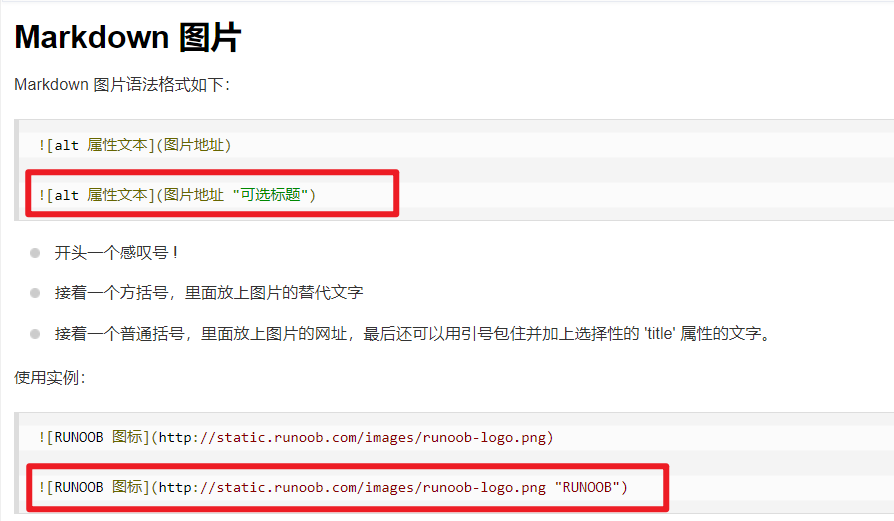 Markdown 图片
Markdown 图片语法格式如下：
![alt 属性文本](图片地址)
![alt 属性文本](图片地址 "可选标题")
开头一个感叹号 !
接着一个方括号，里面放上图片的替代文字
接着一个普通括号，里面放上图片的网址，最后还可以用引号包住并加上选择性的 'title' 属性的文字。
使用实例：
![RUNOOB 图标](http://static.runoob.com/images/runoob-logo.png)
![RUNOOB 图标](http://static.runoob.com/images/runoob-logo.png "RUNOOB")